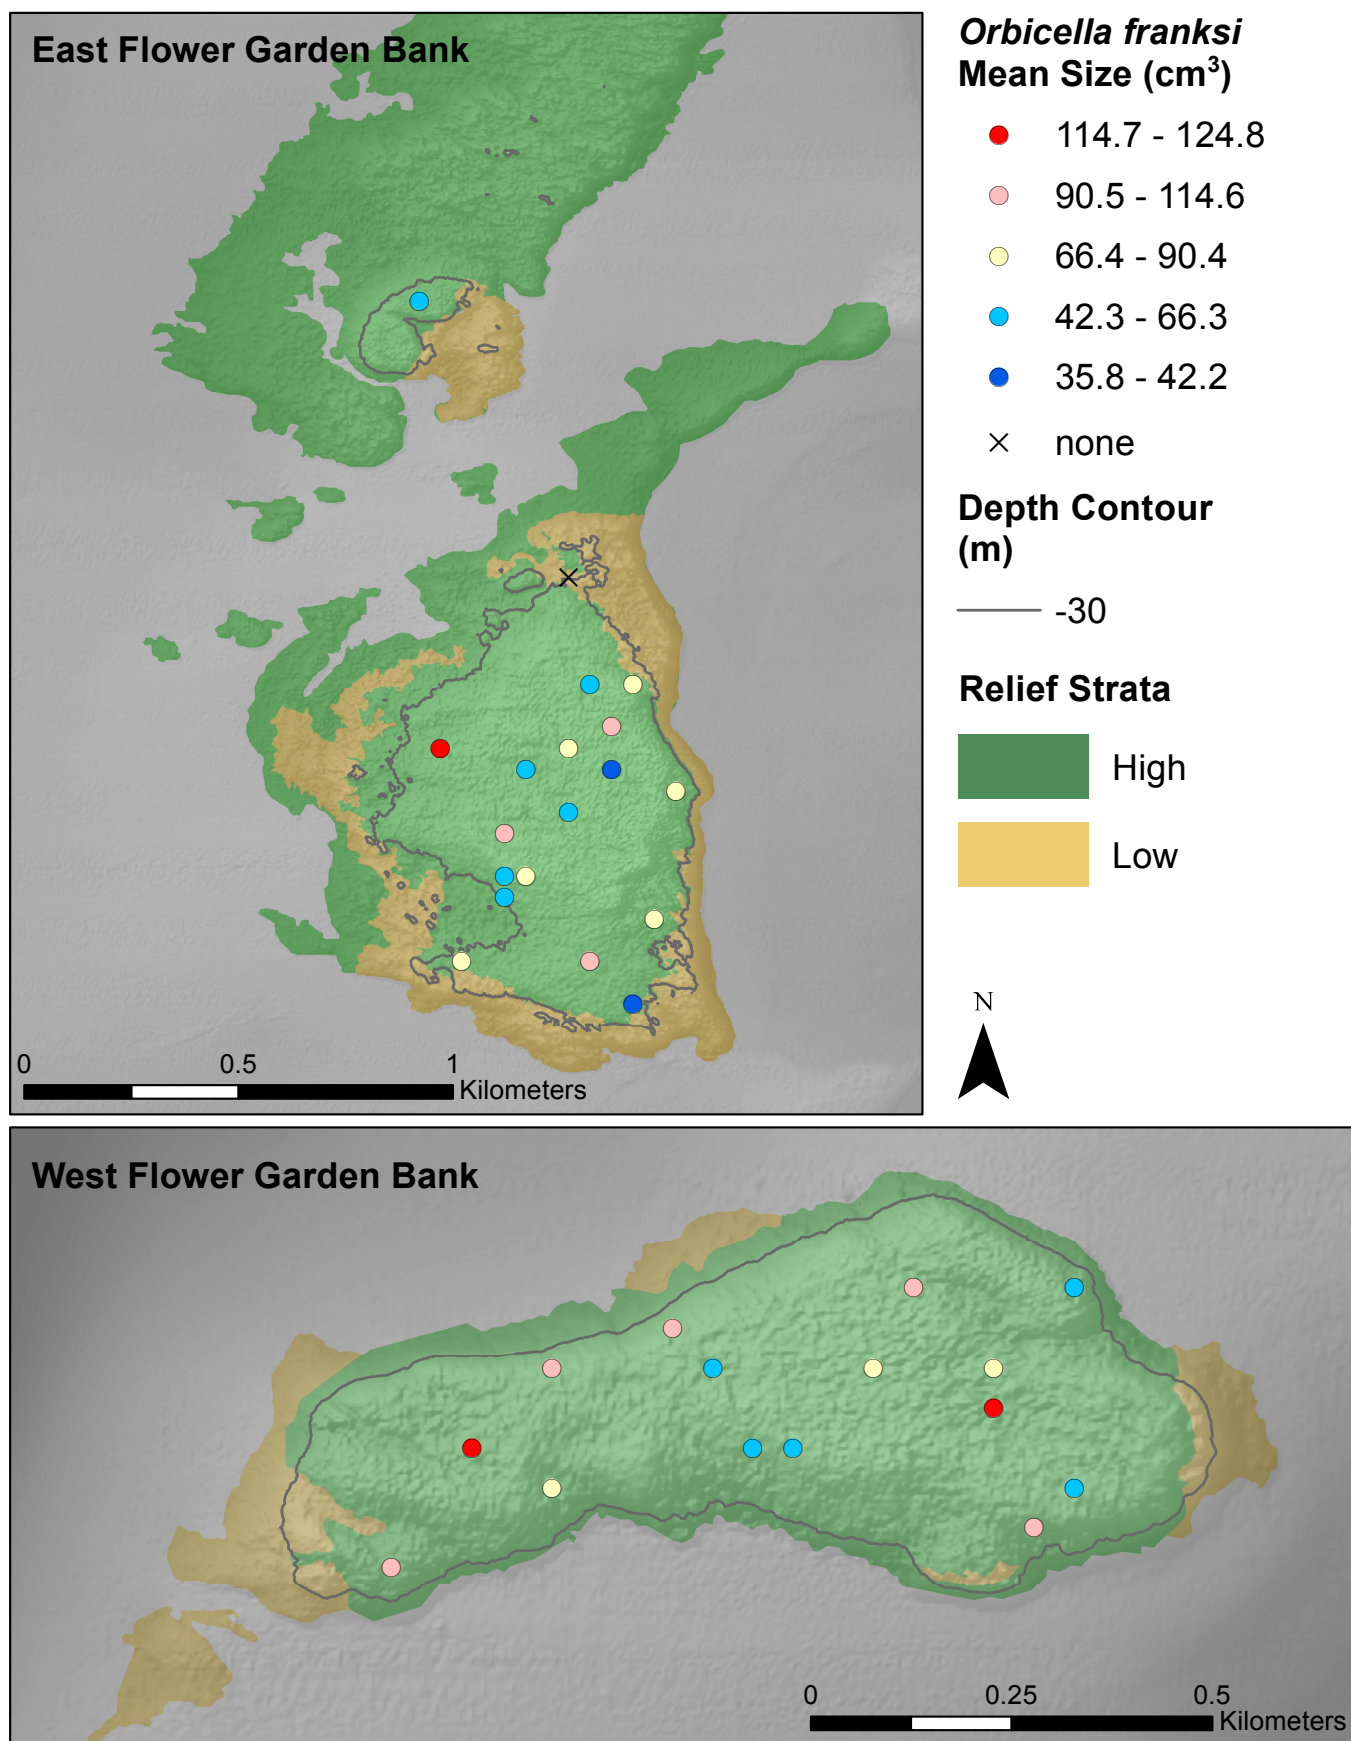 East Flower Garden Bank
0 0.5 1
Kilometers
Orbicella franksi
Mean Size (cm³)
114.7 - 124.8
90.5 - 114.6
66.4 - 90.4
42.3 - 66.3
35.8 - 42.2
none
Depth Contour
(m)
-30
Relief Strata
High
Low
N
West Flower Garden Bank
0 0.25 0.5
Kilometers